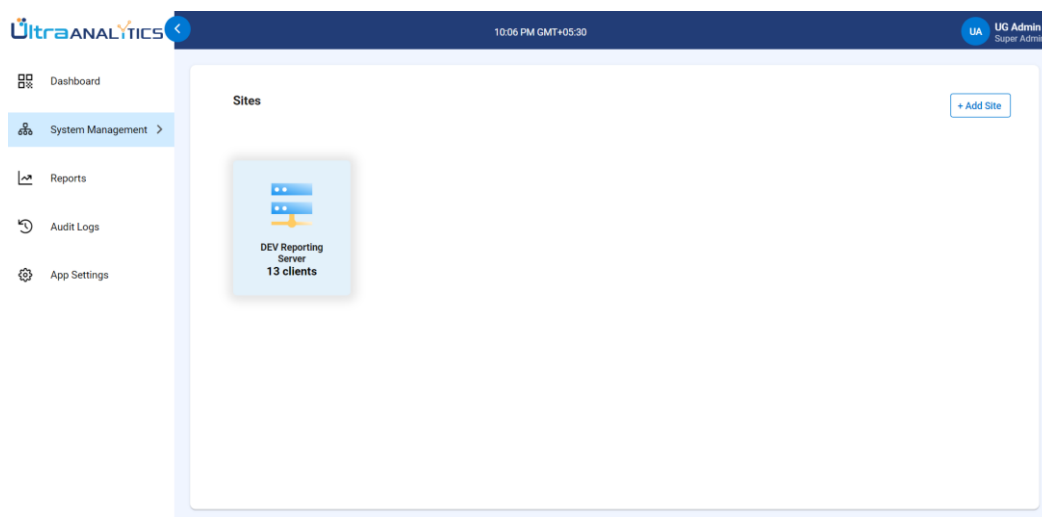 ÜltraANALYTICS
10:06 PM GMT+05:30
UA
UG Admin
Super Admi
Dashboard
System Management
Reports
Audit Logs
App Settings
Sites
+ Add Site
DEV Reporting
Server
13 clients